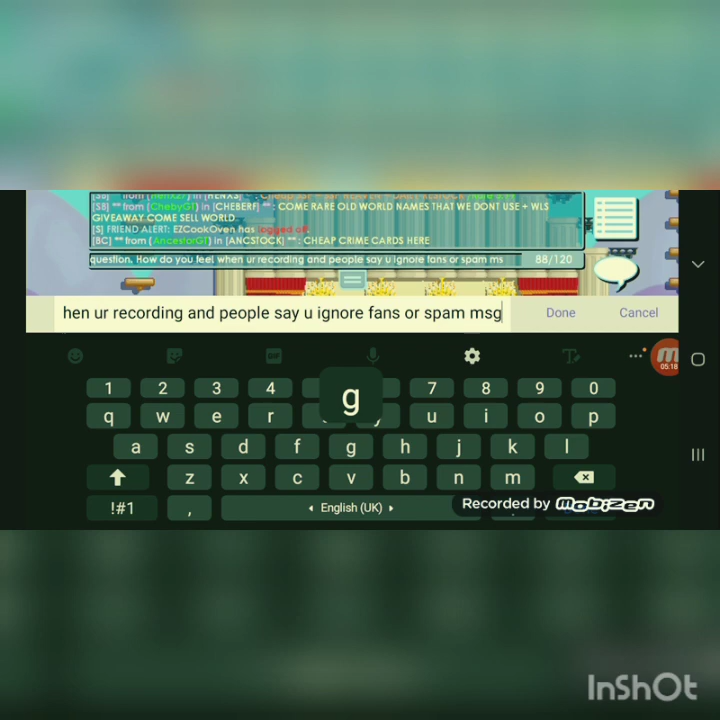 COME RARE OLD WORLD NAMES THAT WE DONT USE + WLS
[S8] ** from (ChebyGT) in [CHEBERF] ** : 
GIVEAWAY COME SELL WORLD
[S] FRIEND ALERT: EZCookOven has logged off.
[BC] ** from (AncestorGT) in [ANCSTOCK] ** : CHEAP CRIME CARDS HERE
question. How do you feel when ur recording and people say u ignore fans or spam ms 88/120
hen ur recording and people say u ignore fans or spam msg Done Cancel
GIF
05:18
1 2 3 4 7 8 9 0
g
q w e r y u i o p
a s d f g h j k l
z x c v b n m
!#1 , English (UK)
Recorded by mobizen
InShOt